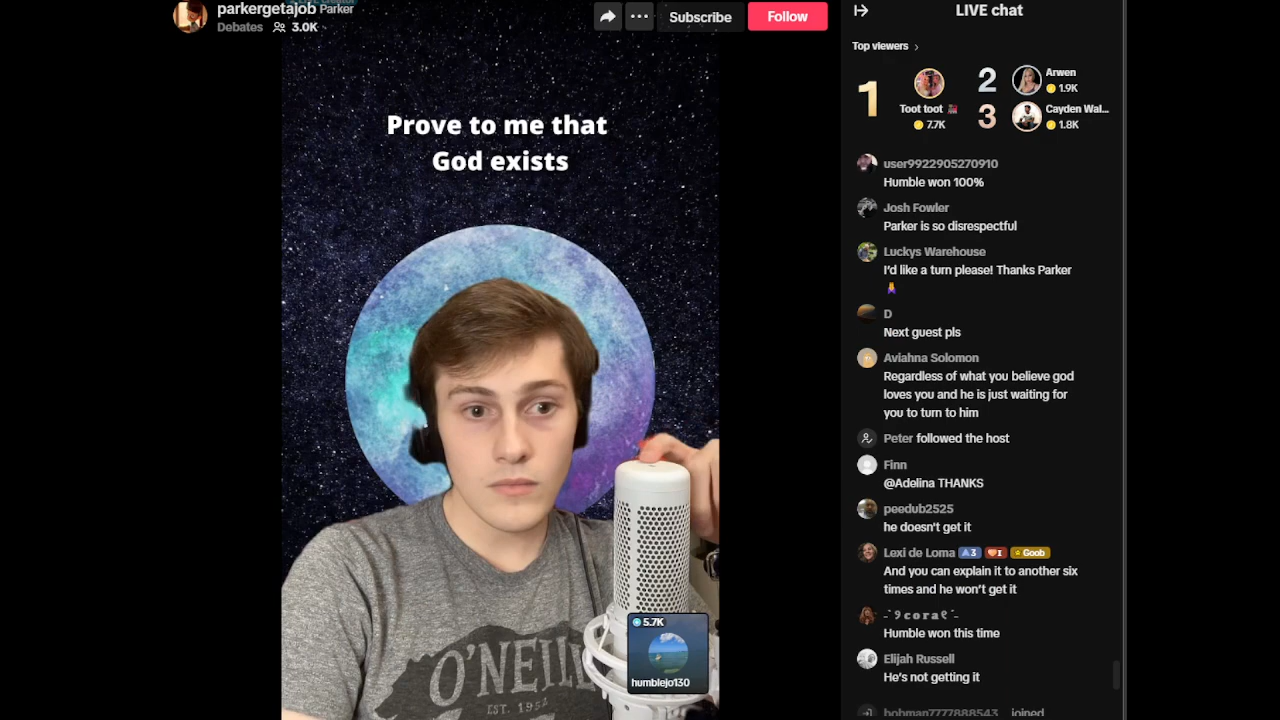 parkergetajob Parker
Debates 3.0K
Subscribe
Follow
Prove to me that
God exists
O'NEILL
EST. 1952
5.7K
humblejo130
LIVE chat
Top viewers
1
Toot toot
7.7K
2
Arwen
1.9K
3
Cayden Wal...
1.8K
user9922905270910
Humble won 100%
Josh Fowler
Parker is so disrespectful
Luckys Warehouse
I'd like a turn please! Thanks Parker
D
Next guest pls
Aviahna Solomon
Regardless of what you believe god
loves you and he is just waiting for
you to turn to him
Peter followed the host
Finn
@Adelina THANKS
peedub2525
he doesn't get it
Lexi de Loma 3 I Goob
And you can explain it to another six
times and he won't get it
𝕔𝕠𝕣𝕒
Humble won this time
Elijah Russell
He's not getting it
bobman7777888543 joined